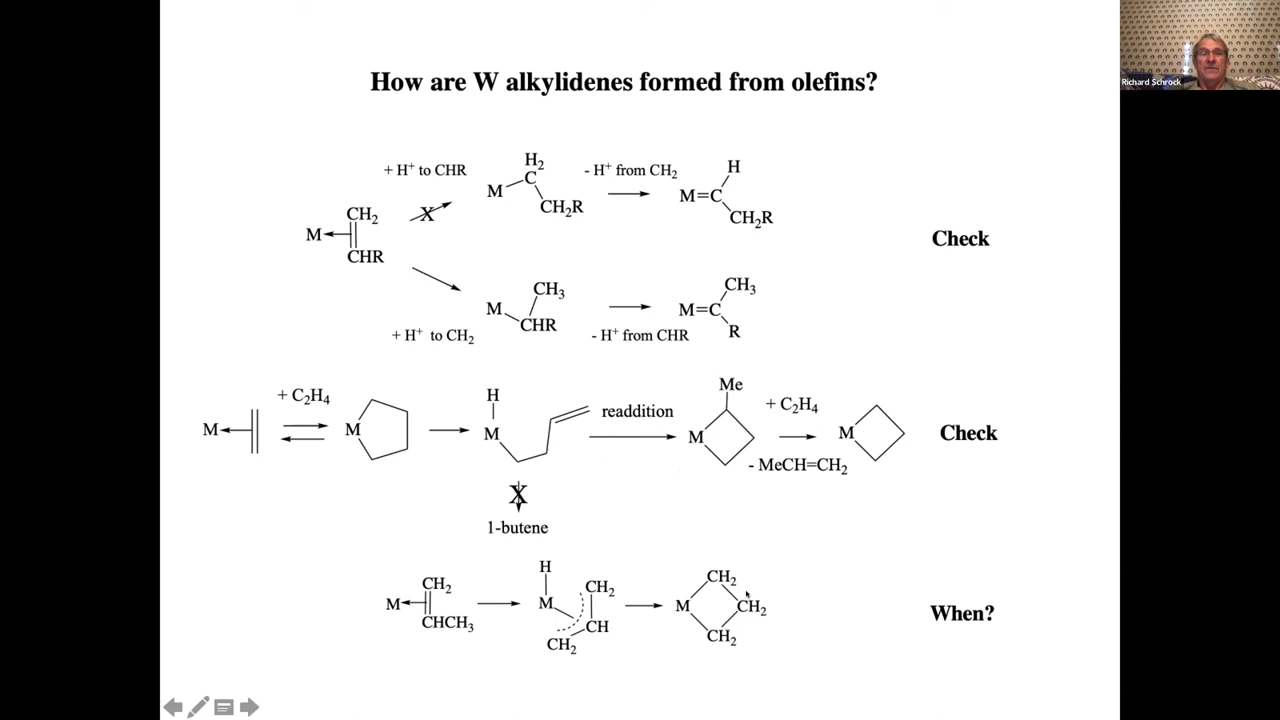 Richard Schrock
How are W alkylidenes formed from olefins?
+ H⁺ to CHR
H₂
C
M
CH₂R
- H⁺ from CH₂
H
M=C
CH₂R
CH₂
M
CHR
X
Check
CH₃
M
CHR
+ H⁺ to CH₂
- H⁺ from CHR
CH₃
M=C
R
+ C₂H₄
M
M
H
M
readdition
Me
M
+ C₂H₄
- MeCH=CH₂
M
Check
X
1-butene
CH₂
M
CHCH₃
H
M
CH₂
CH
CH₂
CH₂
M
CH₂
CH₂
When?